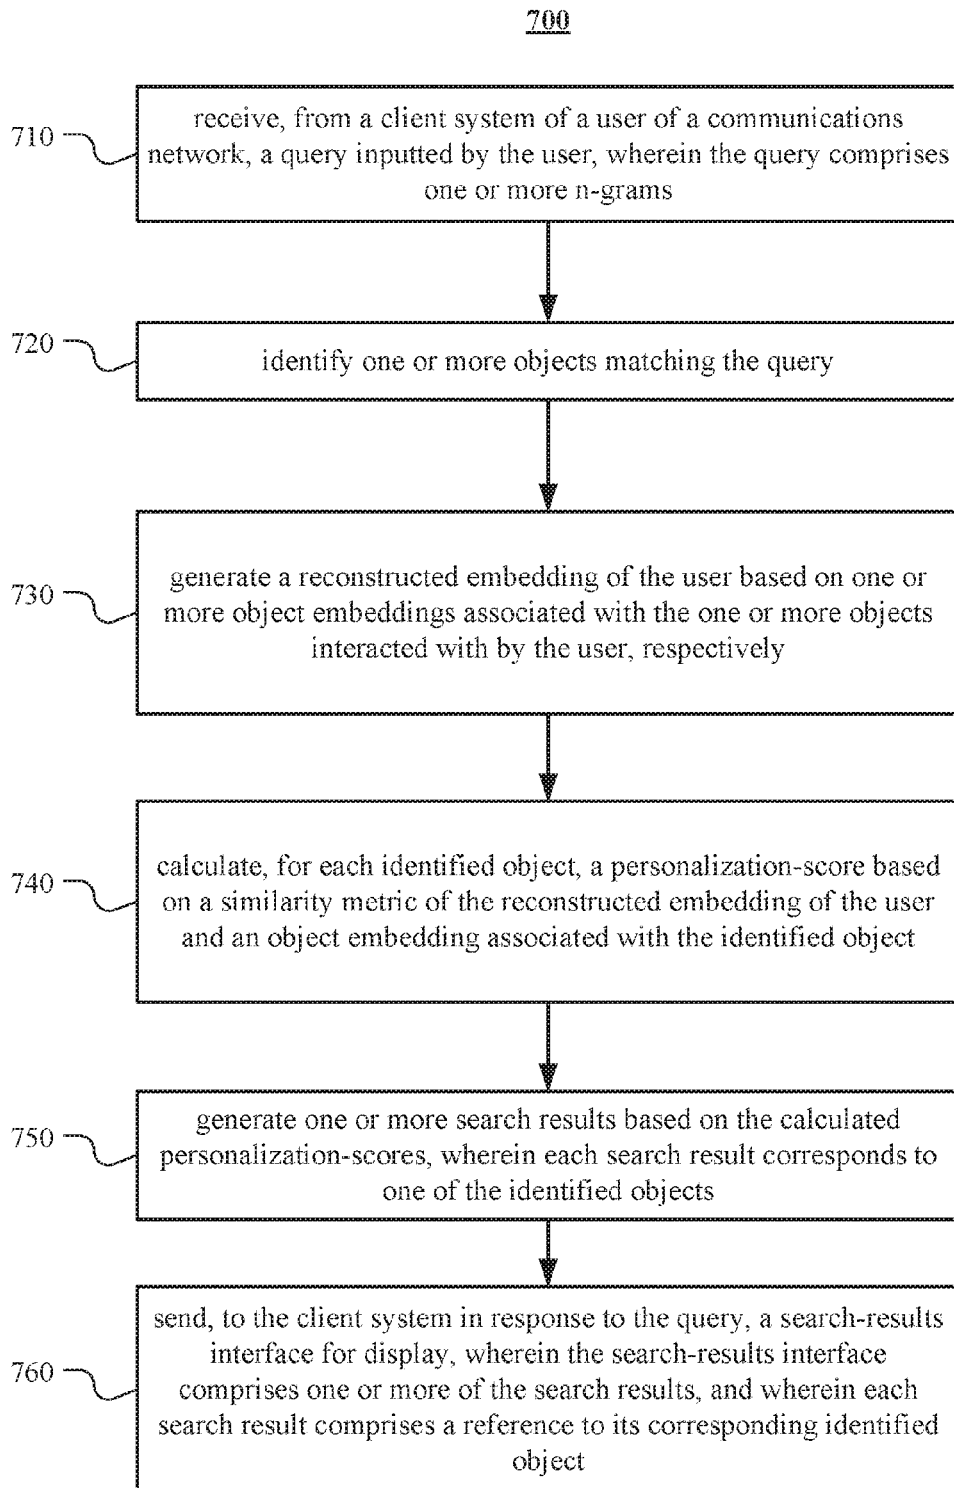 700
710
receive, from a client system of a user of a communications
network, a query inputted by the user, wherein the query comprises
one or more n-grams
720
identify one or more objects matching the query
730
generate a reconstructed embedding of the user based on one or
more object embeddings associated with the one or more objects
interacted with by the user, respectively
740
calculate, for each identified object, a personalization-score based
on a similarity metric of the reconstructed embedding of the user
and an object embedding associated with the identified object
750
generate one or more search results based on the calculated
personalization-scores, wherein each search result corresponds to
one of the identified objects
760
send, to the client system in response to the query, a search-results
interface for display, wherein the search-results interface
comprises one or more of the search results, and wherein each
search result comprises a reference to its corresponding identified
object